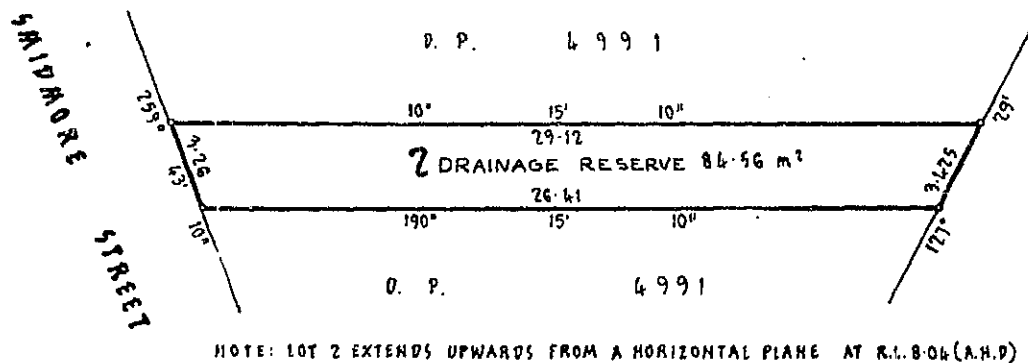 SMIDMORE
STREET
D. P. 4991
259° 43' 10"
3·26
10° 15' 10"
29·12
2 DRAINAGE RESERVE 84·56 m²
26·41
190° 15' 10"
29'
3·425
127°
D. P. 4991
NOTE: LOT 2 EXTENDS UPWARDS FROM A HORIZONTAL PLANE AT R.L. 8·04 (A.H.D)